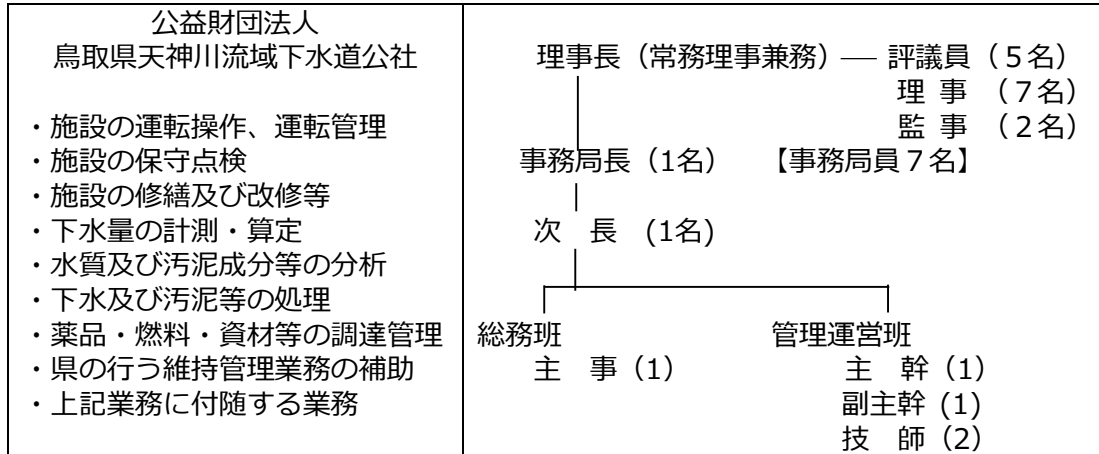 公益財団法人
鳥取県天神川流域下水道公社
・施設の運転操作、運転管理
・施設の保守点検
・施設の修繕及び改修等
・下水量の計測・算定
・水質及び汚泥成分等の分析
・下水及び汚泥等の処理
・薬品・燃料・資材等の調達管理
・県の行う維持管理業務の補助
・上記業務に付随する業務
理事長（常務理事兼務）― 評議員（５名）
理 事 （７名）
監 事 （２名）
事務局長（1名） 【事務局員７名】
次 長 (1名)
総務班 管理運営班
主 事（1） 主 幹（1）
副主幹 (1)
技 師（2）